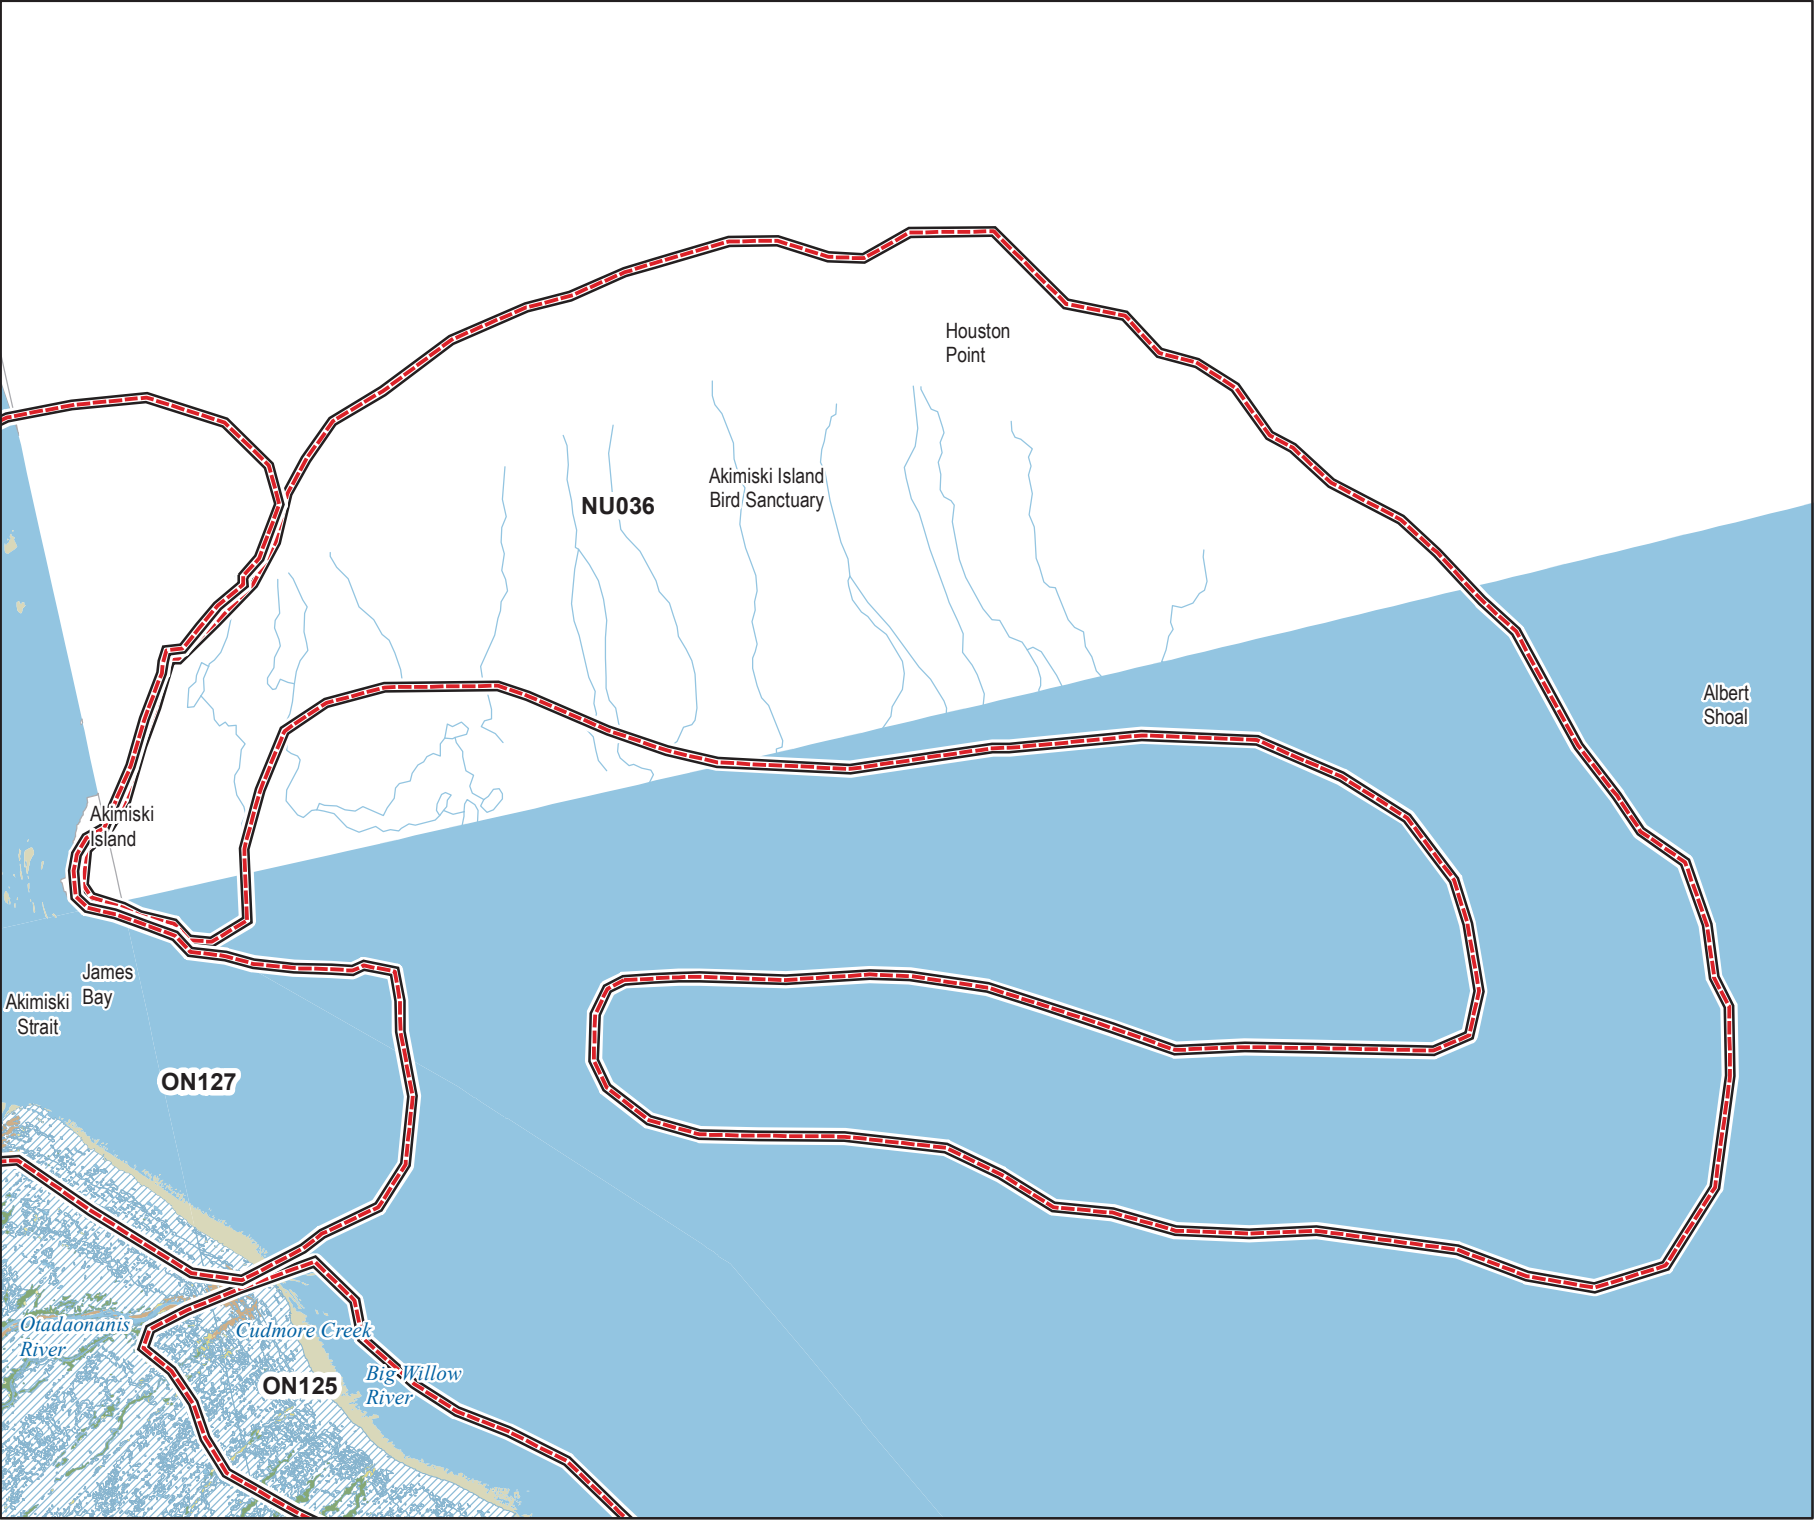 Houston
Point
Akimiski Island
Bird Sanctuary
NU036
Albert
Shoal
Akimiski
Island
James
Bay
Akimiski
Strait
ON127
Otadaonanis
River
Cudmore Creek
Big Willow
River
ON125